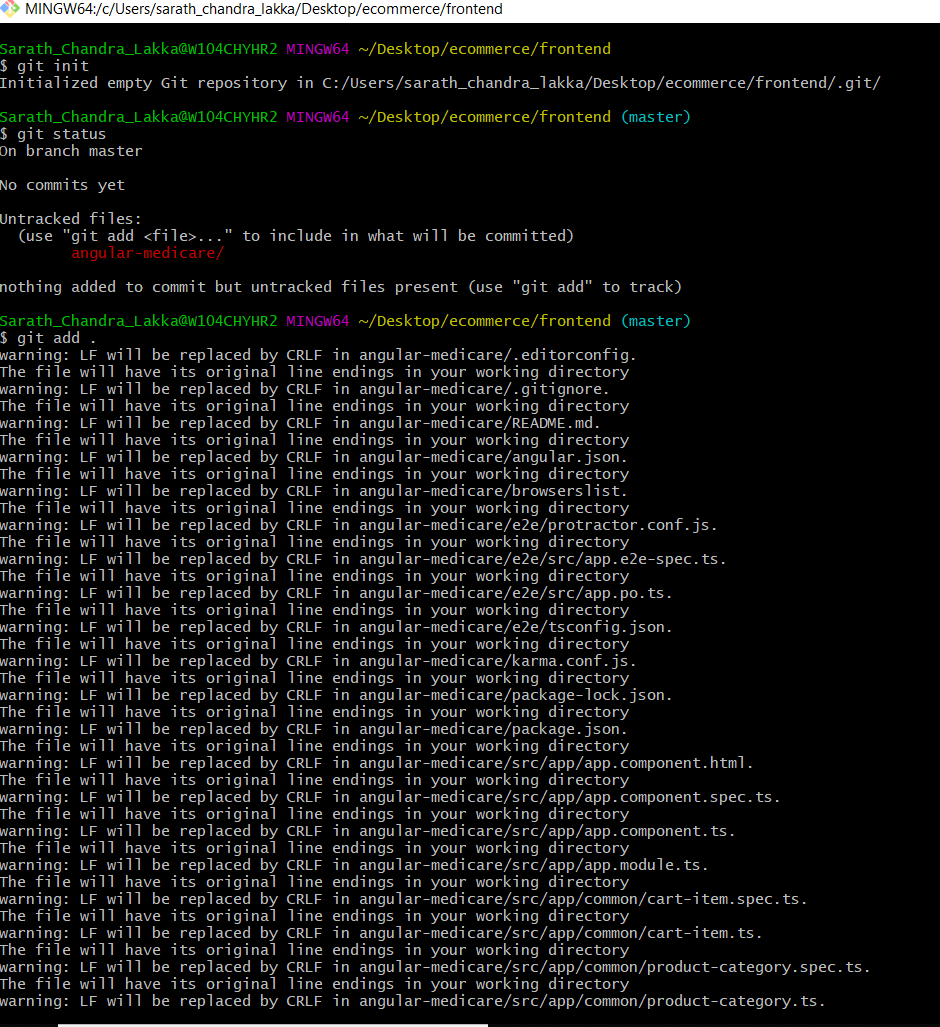 MINGW64:/c/Users/sarath_chandra_lakka/Desktop/ecommerce/frontend
Sarath_Chandra_Lakka@W104CHYHR2 MINGW64 ~/Desktop/ecommerce/frontend
$ git init
Initialized empty Git repository in C:/Users/sarath_chandra_lakka/Desktop/ecommerce/frontend/.git/
Sarath_Chandra_Lakka@W104CHYHR2 MINGW64 ~/Desktop/ecommerce/frontend (master)
$ git status
On branch master
No commits yet
Untracked files:
(use "git add <file>..." to include in what will be committed)
angular-medicare/
nothing added to commit but untracked files present (use "git add" to track)
Sarath_Chandra_Lakka@W104CHYHR2 MINGW64 ~/Desktop/ecommerce/frontend (master)
$ git add .
warning: LF will be replaced by CRLF in angular-medicare/.editorconfig.
The file will have its original line endings in your working directory
warning: LF will be replaced by CRLF in angular-medicare/.gitignore.
The file will have its original line endings in your working directory
warning: LF will be replaced by CRLF in angular-medicare/README.md.
The file will have its original line endings in your working directory
warning: LF will be replaced by CRLF in angular-medicare/angular.json.
The file will have its original line endings in your working directory
warning: LF will be replaced by CRLF in angular-medicare/browserslist.
The file will have its original line endings in your working directory
warning: LF will be replaced by CRLF in angular-medicare/e2e/protractor.conf.js.
The file will have its original line endings in your working directory
warning: LF will be replaced by CRLF in angular-medicare/e2e/src/app.e2e-spec.ts.
The file will have its original line endings in your working directory
warning: LF will be replaced by CRLF in angular-medicare/e2e/src/app.po.ts.
The file will have its original line endings in your working directory
warning: LF will be replaced by CRLF in angular-medicare/e2e/tsconfig.json.
The file will have its original line endings in your working directory
warning: LF will be replaced by CRLF in angular-medicare/karma.conf.js.
The file will have its original line endings in your working directory
warning: LF will be replaced by CRLF in angular-medicare/package-lock.json.
The file will have its original line endings in your working directory
warning: LF will be replaced by CRLF in angular-medicare/package.json.
The file will have its original line endings in your working directory
warning: LF will be replaced by CRLF in angular-medicare/src/app/app.component.html.
The file will have its original line endings in your working directory
warning: LF will be replaced by CRLF in angular-medicare/src/app/app.component.spec.ts.
The file will have its original line endings in your working directory
warning: LF will be replaced by CRLF in angular-medicare/src/app/app.component.ts.
The file will have its original line endings in your working directory
warning: LF will be replaced by CRLF in angular-medicare/src/app/app.module.ts.
The file will have its original line endings in your working directory
warning: LF will be replaced by CRLF in angular-medicare/src/app/common/cart-item.spec.ts.
The file will have its original line endings in your working directory
warning: LF will be replaced by CRLF in angular-medicare/src/app/common/cart-item.ts.
The file will have its original line endings in your working directory
warning: LF will be replaced by CRLF in angular-medicare/src/app/common/product-category.spec.ts.
The file will have its original line endings in your working directory
warning: LF will be replaced by CRLF in angular-medicare/src/app/common/product-category.ts.